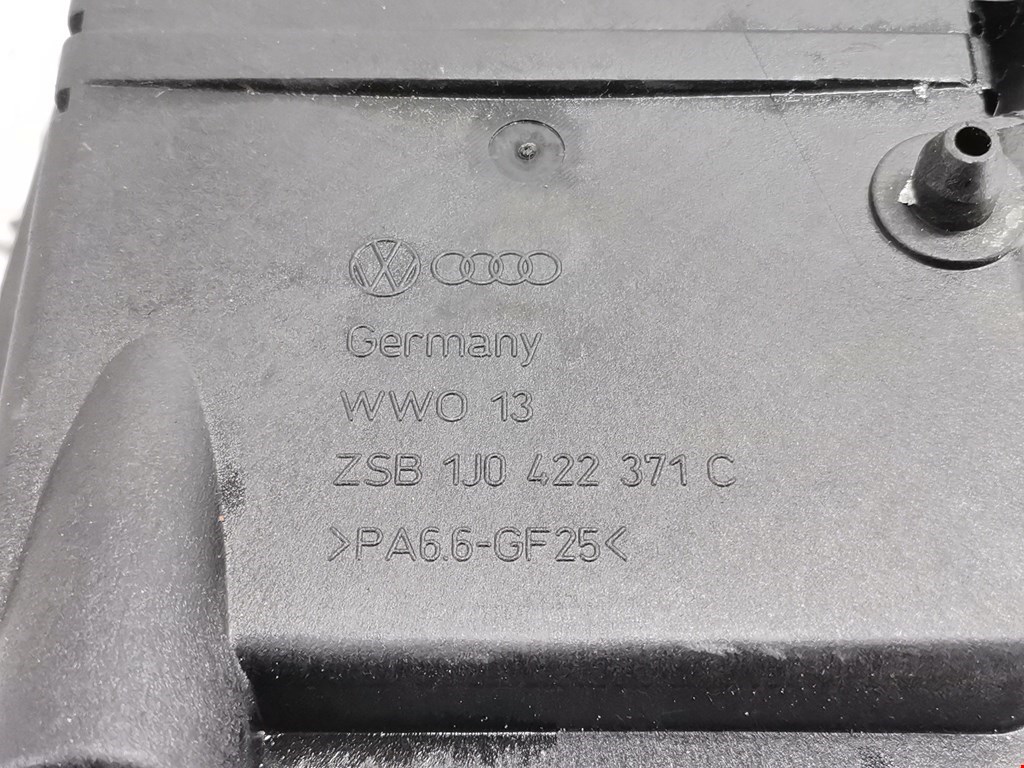 Germany
WWO 13
ZSB 1J0 422 371 C
>PA6.6-GF25<